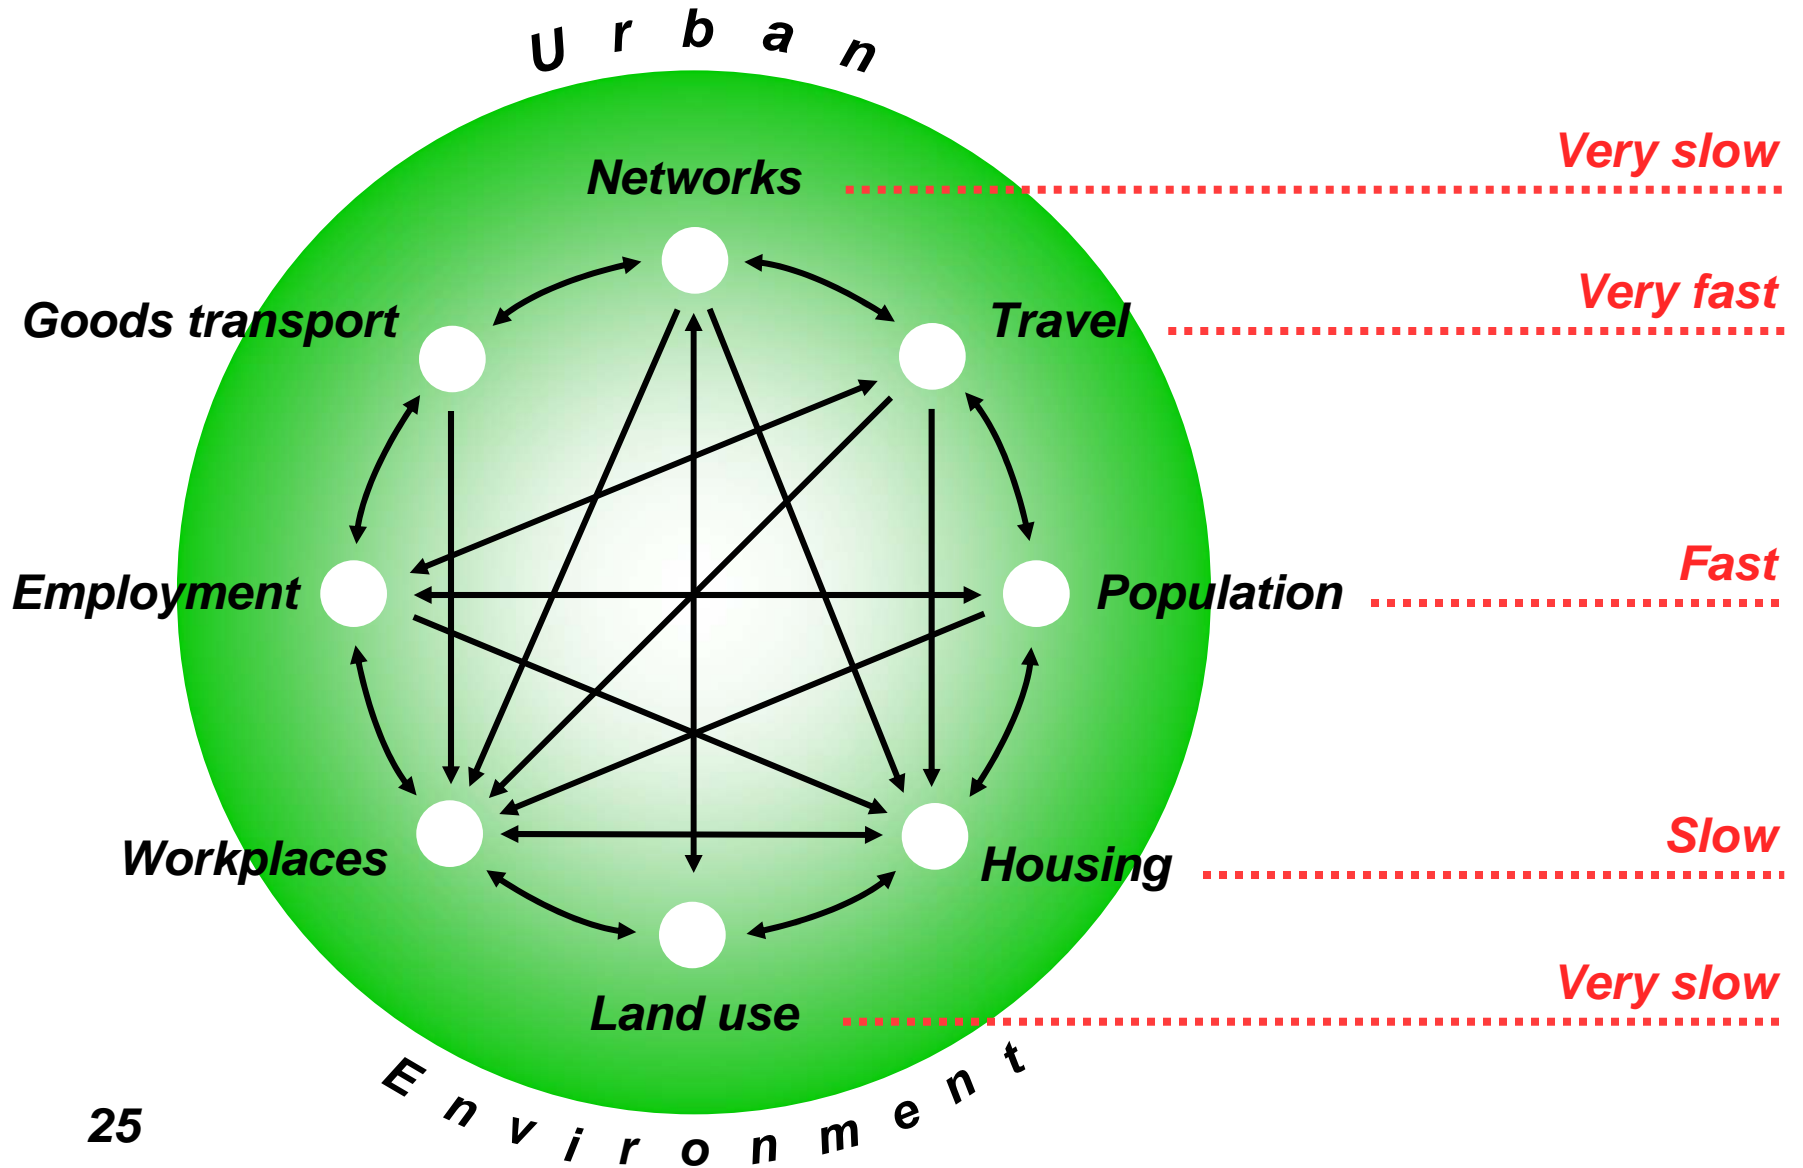 Urban
Very slow
Networks
Very fast
Goods transport
Travel
Fast
Employment
Population
Slow
Workplaces
Housing
Very slow
Land use
Environment
25